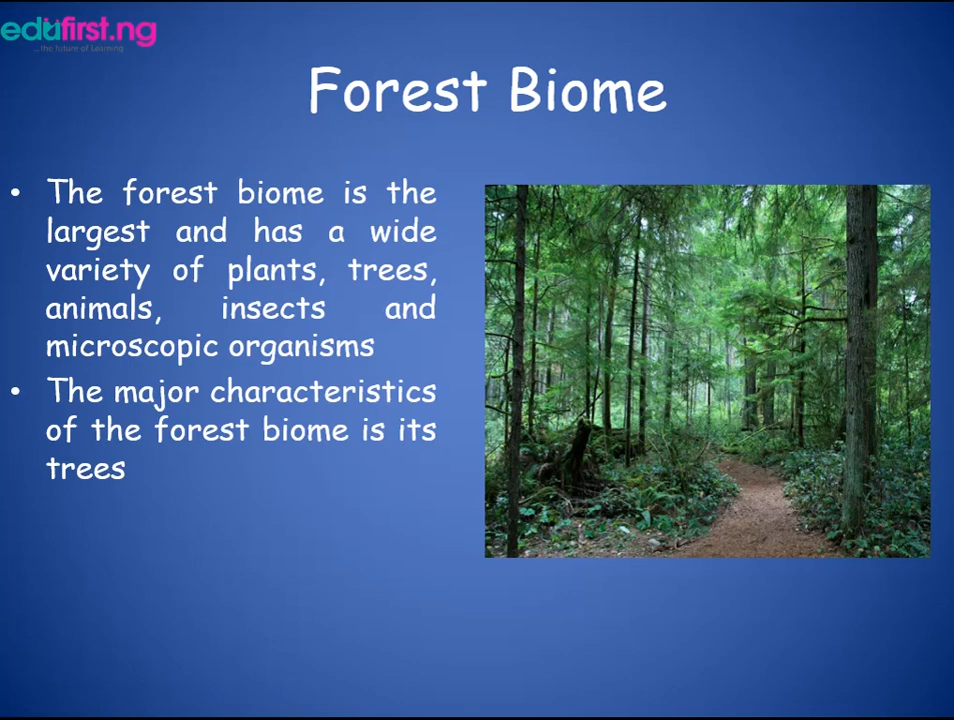 edufirst.ng
...the future of Learning
Forest Biome
• The forest biome is the
largest and has a wide
variety of plants, trees,
animals, insects and
microscopic organisms
• The major characteristics
of the forest biome is its
trees